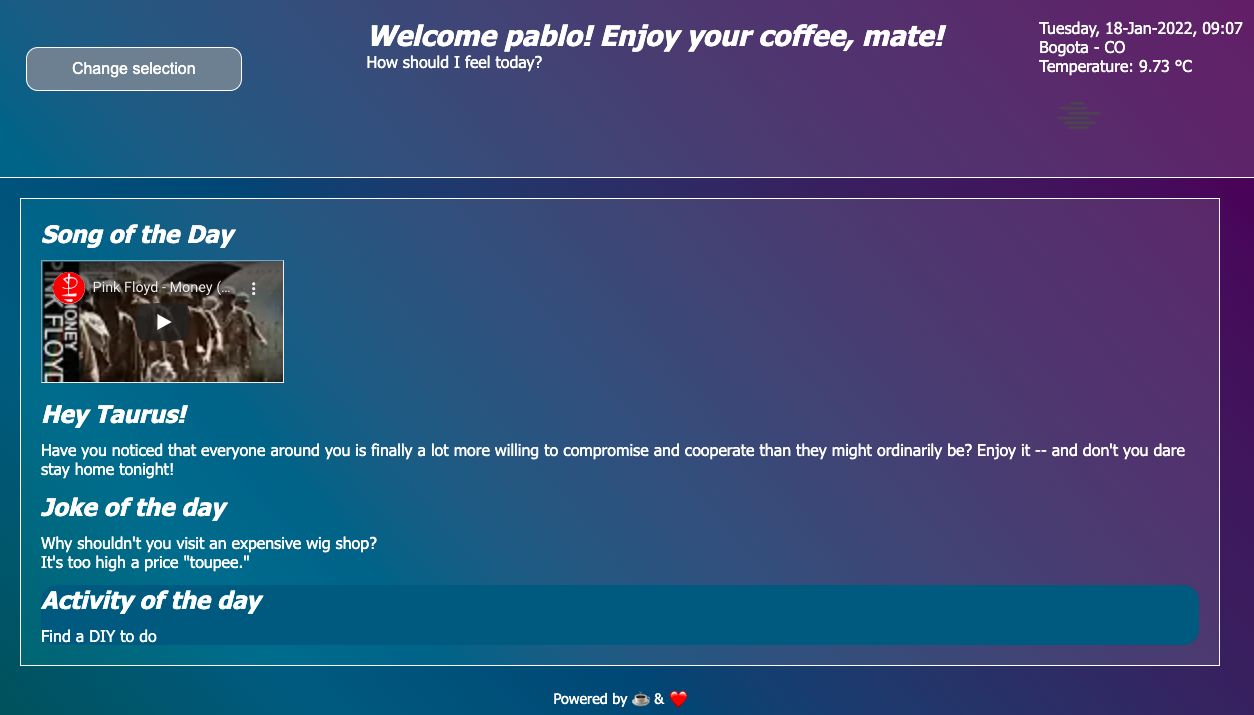 Change selection
Welcome pablo! Enjoy your coffee, mate!
How should I feel today?
Tuesday, 18-Jan-2022, 09:07
Bogota - CO
Temperature: 9.73 °C
Song of the Day
Pink Floyd - Money (...
PINK FLOYD
MONEY
Hey Taurus!
Have you noticed that everyone around you is finally a lot more willing to compromise and cooperate than they might ordinarily be? Enjoy it -- and don't you dare
stay home tonight!
Joke of the day
Why shouldn't you visit an expensive wig shop?
It's too high a price "toupee."
Activity of the day
Find a DIY to do
Powered by ☕ & ❤️